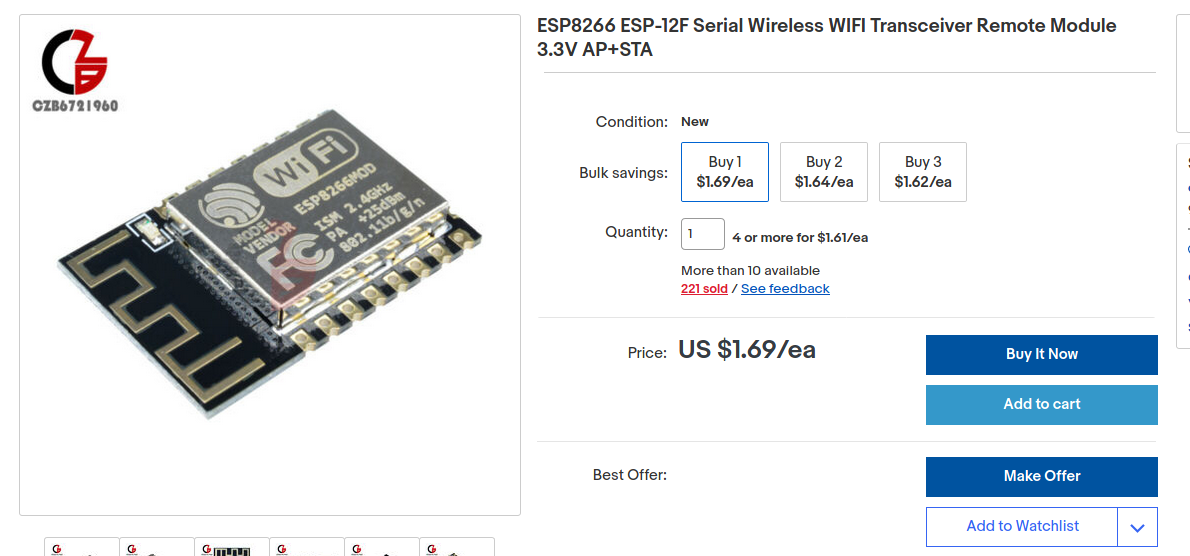 CZB6721960
WiFi
ESP8266MOD
MODEL
VENDOR
ISM 2.4GHz
PA +25dBm
802.11b/g/n
FC
ESP8266 ESP-12F Serial Wireless WIFI Transceiver Remote Module
3.3V AP+STA
Condition: New
Bulk savings:
Buy 1
$1.69/ea
Buy 2
$1.64/ea
Buy 3
$1.62/ea
Quantity: 1 4 or more for $1.61/ea
More than 10 available
221 sold / See feedback
Price: US $1.69/ea
Buy It Now
Add to cart
Best Offer:
Make Offer
Add to Watchlist